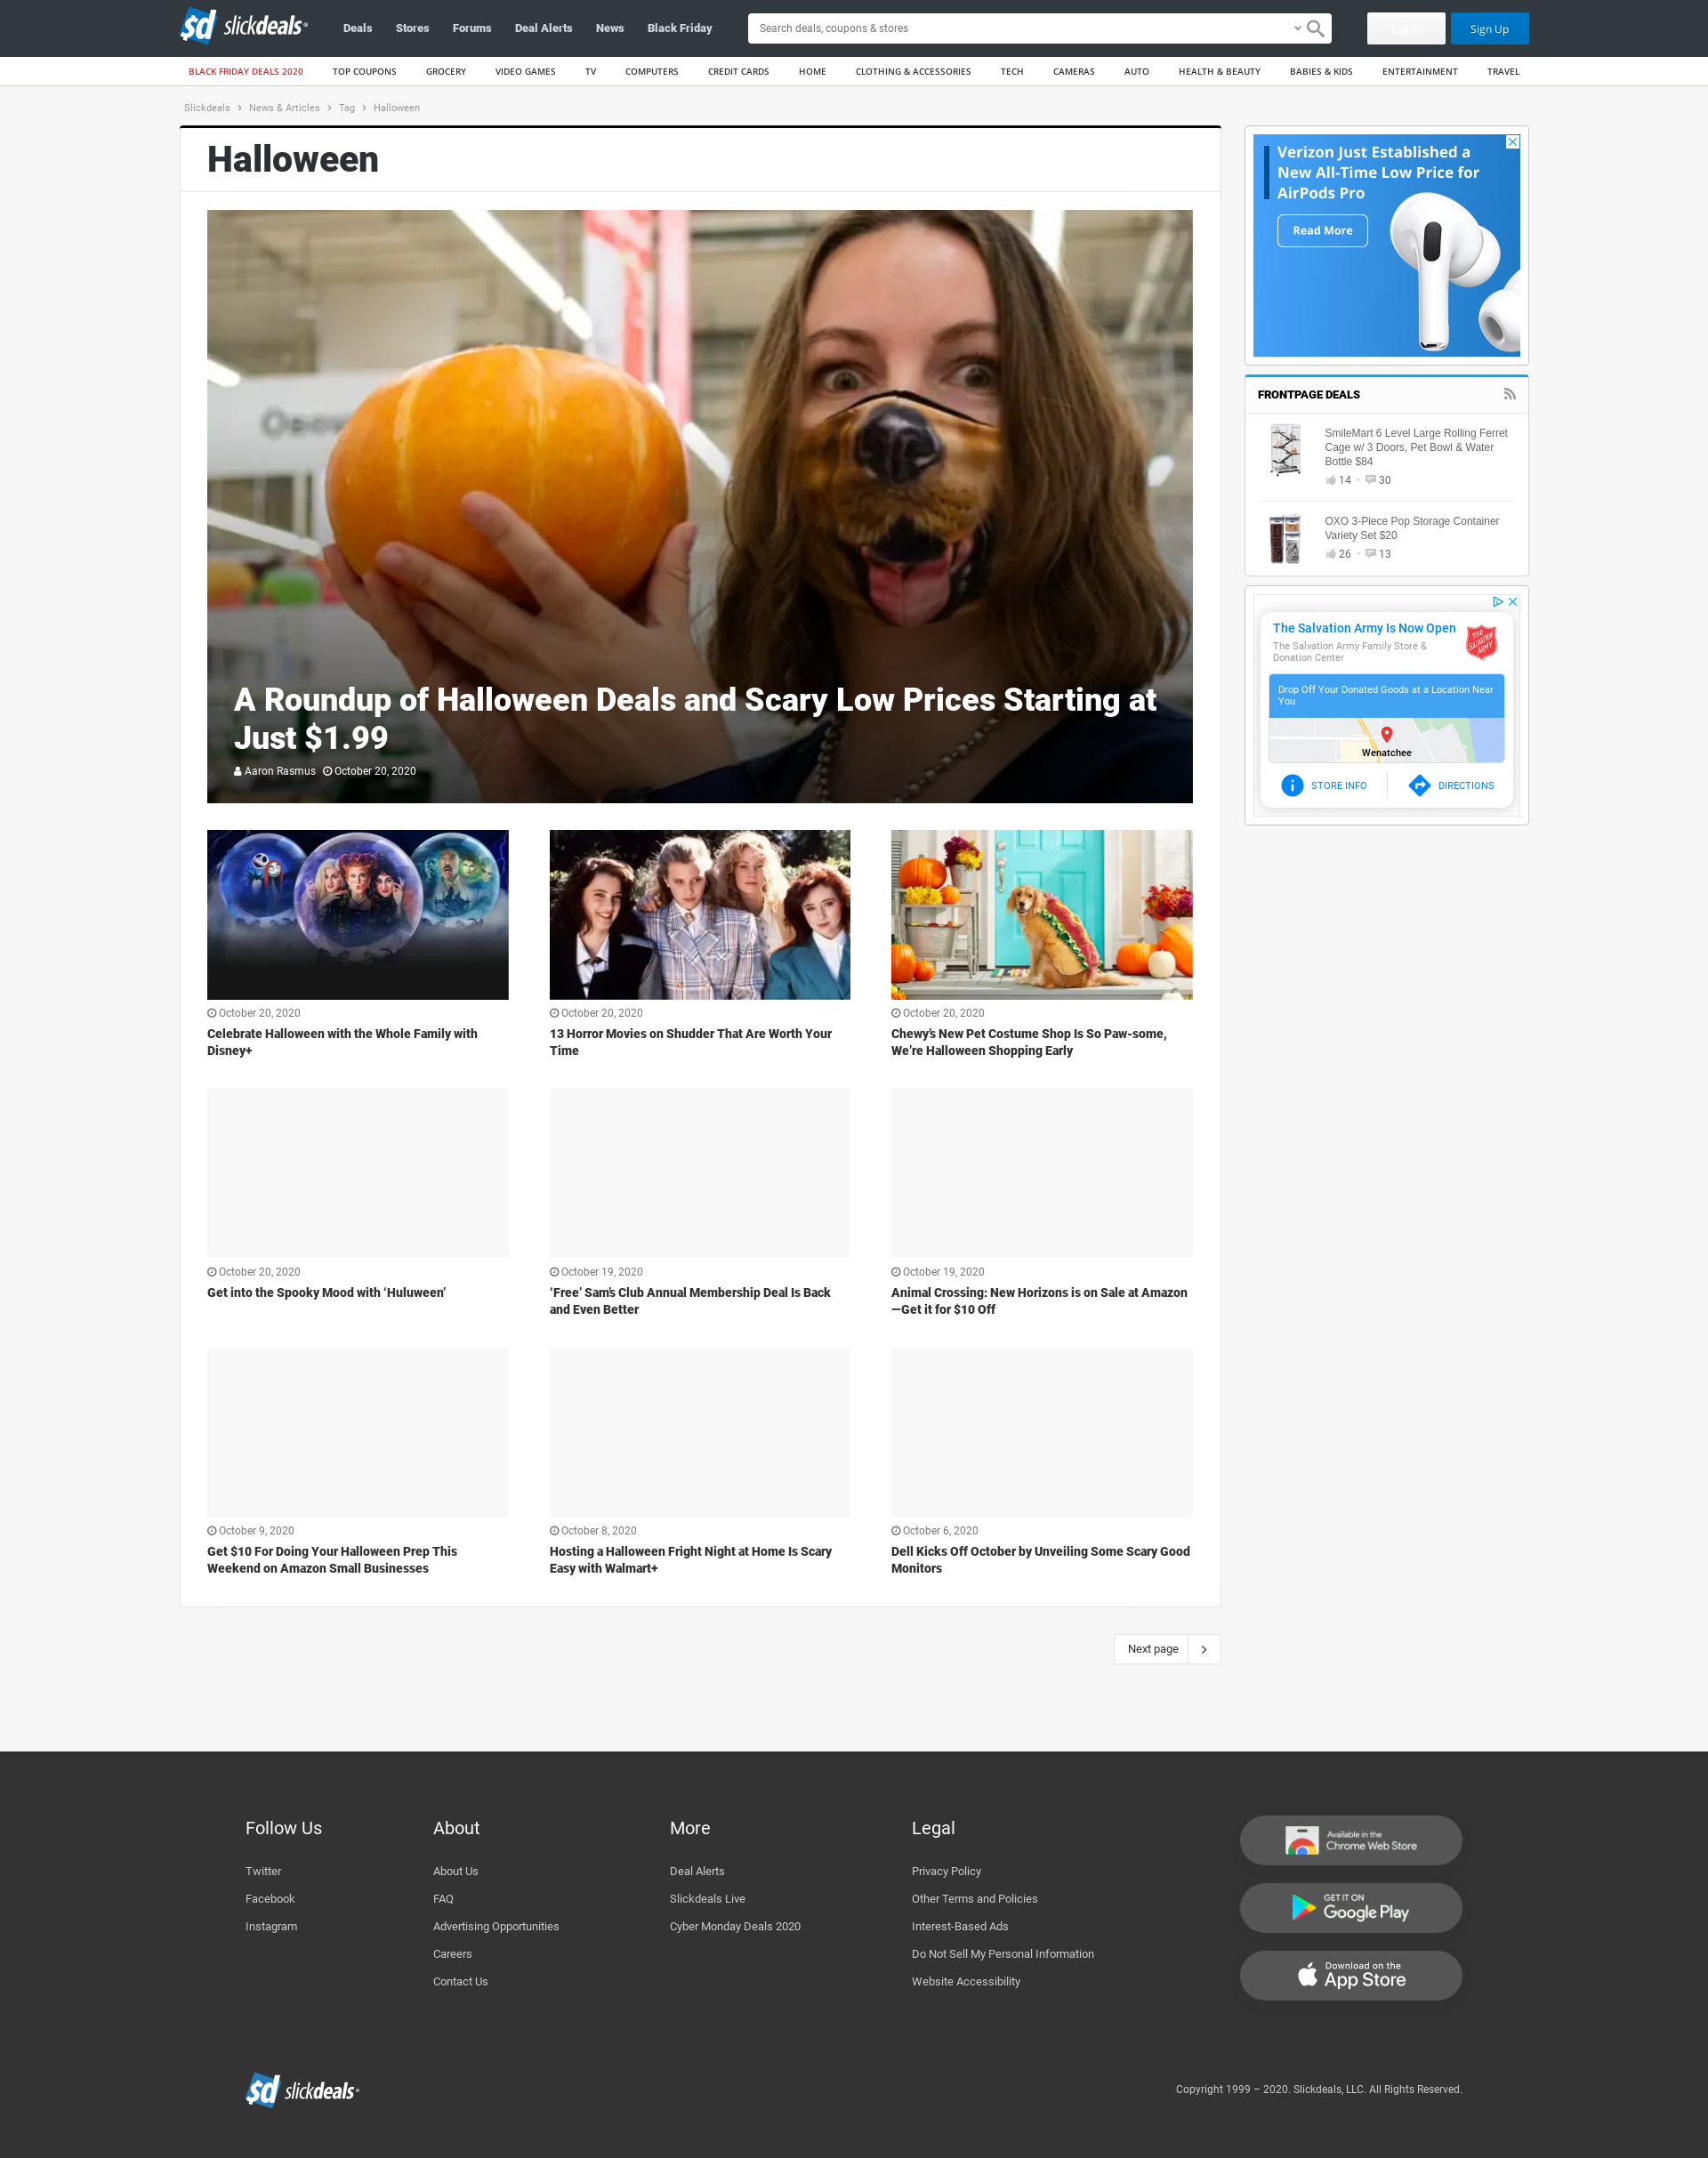 $d slickdeals
Deals Stores Forums Deal Alerts News Black Friday
Search deals, coupons & stores
Log In
Sign Up
BLACK FRIDAY DEALS 2020 TOP COUPONS GROCERY VIDEO GAMES TV COMPUTERS CREDIT CARDS HOME CLOTHING & ACCESSORIES TECH CAMERAS AUTO HEALTH & BEAUTY BABIES & KIDS ENTERTAINMENT TRAVEL
Slickdeals > News & Articles > Tag > Halloween
Halloween
A Roundup of Halloween Deals and Scary Low Prices Starting at
Just $1.99
Aaron Rasmus October 20, 2020
October 20, 2020
Celebrate Halloween with the Whole Family with
Disney+
October 20, 2020
13 Horror Movies on Shudder That Are Worth Your
Time
October 20, 2020
Chewy's New Pet Costume Shop Is So Paw-some,
We're Halloween Shopping Early
October 20, 2020
Get into the Spooky Mood with ‘Huluween’
October 19, 2020
‘Free’ Sam's Club Annual Membership Deal Is Back
and Even Better
October 19, 2020
Animal Crossing: New Horizons is on Sale at Amazon
—Get it for $10 Off
October 9, 2020
Get $10 For Doing Your Halloween Prep This
Weekend on Amazon Small Businesses
October 8, 2020
Hosting a Halloween Fright Night at Home Is Scary
Easy with Walmart+
October 6, 2020
Dell Kicks Off October by Unveiling Some Scary Good
Monitors
Next page
Verizon Just Established a
New All-Time Low Price for
AirPods Pro
Read More
FRONTPAGE DEALS
SmileMart 6 Level Large Rolling Ferret
Cage w/ 3 Doors, Pet Bowl & Water
Bottle $84
14 • 30
OXO 3-Piece Pop Storage Container
Variety Set $20
26 • 13
The Salvation Army Is Now Open
The Salvation Army Family Store &
Donation Center
THE
SALVATION
ARMY
Drop Off Your Donated Goods at a Location Near
You
Wenatchee
STORE INFO
DIRECTIONS
Follow Us
Twitter
Facebook
Instagram
About
About Us
FAQ
Advertising Opportunities
Careers
Contact Us
More
Deal Alerts
Slickdeals Live
Cyber Monday Deals 2020
Legal
Privacy Policy
Other Terms and Policies
Interest-Based Ads
Do Not Sell My Personal Information
Website Accessibility
Available in the
Chrome Web Store
GET IT ON
Google Play
Download on the
App Store
$d slickdeals
Copyright 1999 – 2020. Slickdeals, LLC. All Rights Reserved.